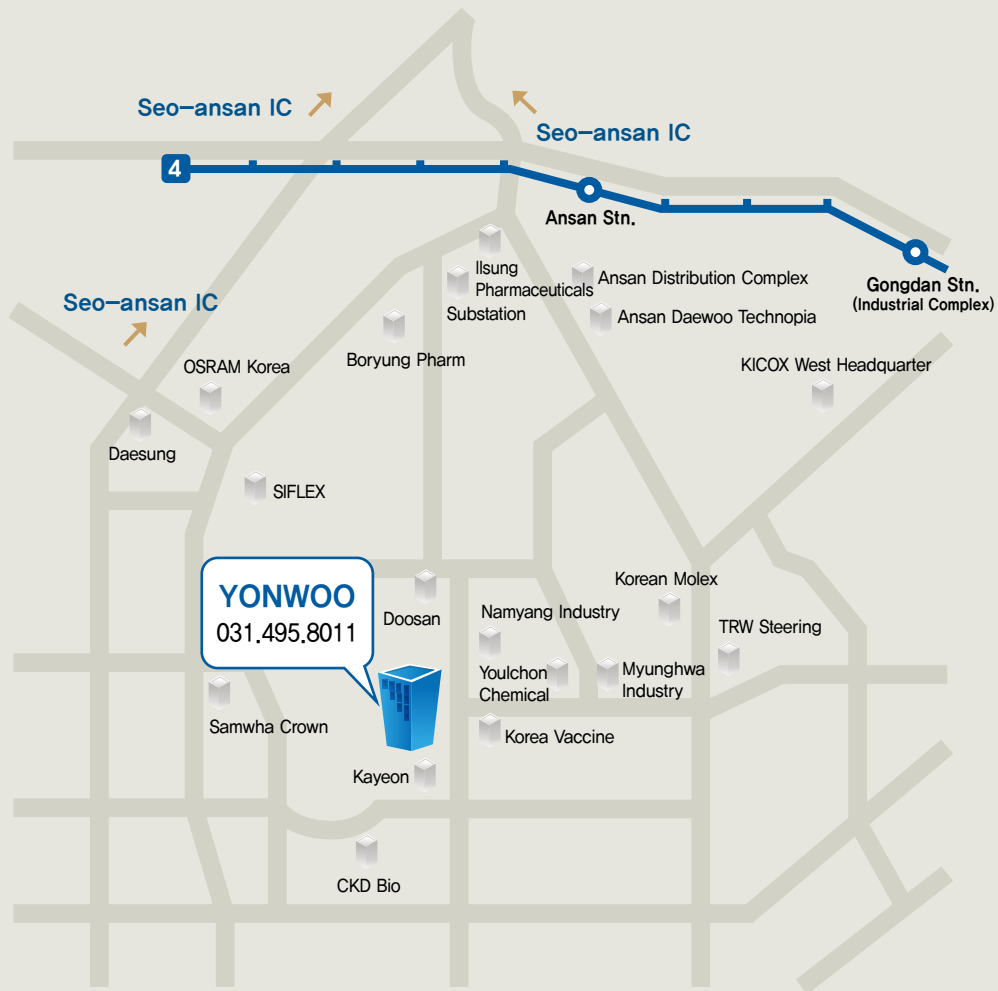 Seo-ansan IC
Seo-ansan IC
4
Ansan Stn.
Gongdan Stn.
(Industrial Complex)
Ilsung
Pharmaceuticals
Ansan Distribution Complex
Seo-ansan IC
Substation
Ansan Daewoo Technopia
Boryung Pharm
OSRAM Korea
KICOX West Headquarter
Daesung
SIFLEX
YONWOO
031.495.8011
Doosan
Korean Molex
Namyang Industry
TRW Steering
Youlchon
Chemical
Myunghwa
Industry
Samwha Crown
Korea Vaccine
Kayeon
CKD Bio